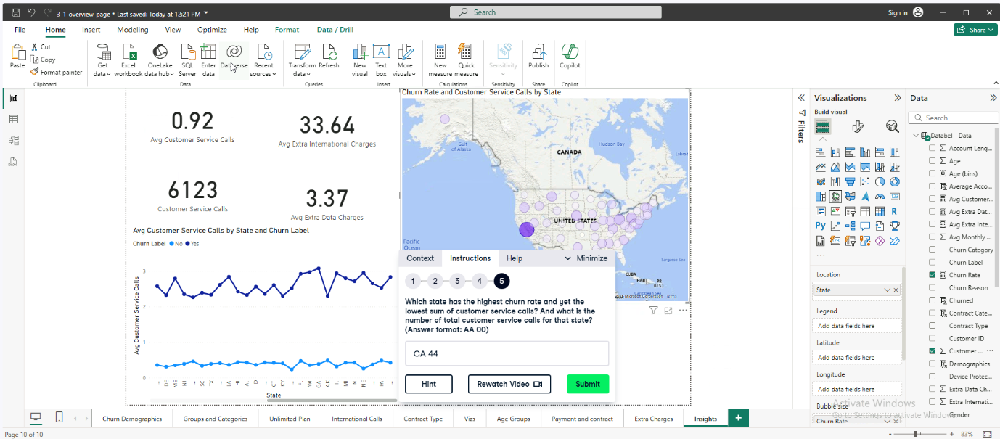 3_1_overview_page • Last saved: Today at 12:21 PM
Search
Sign in
File
Home
Insert
Modeling
View
Optimize
Help
Format
Data / Drill
Share
Paste
Cut
Copy
Format painter
Clipboard
Get data
Excel workbook
OneLake data hub
SQL Server
Enter data
Dataverse
Recent sources
Data
Transform data
Refresh
Queries
New visual
Text box
More visuals
Insert
New measure
Quick measure
Calculations
Sensitivity
Sensitivity
Publish
Share
Copilot
Copilot
0.92
Avg Customer Service Calls
33.64
Avg Extra International Charges
6123
Customer Service Calls
3.37
Avg Extra Data Charges
Avg Customer Service Calls by State and Churn Label
Churn Label No Yes
Avg Customer Service Calls
3
2
1
0
DE
ME
NJ
SC
TX
LA
HI
AL
ID
CT
KY
FL
WI
GA
AK
IL
MI
IN
NE
PA
State
Churn Rate and Customer Service Calls by State
Gulf of Alaska
CANADA
Hudson Bay
Labrad
UNITED STATES
Pacific Ocean
Sargasso Sea
CUBA
HAITI
PR (U.S.)
Caribbean Sea
Microsoft Corporation Terms
Context
Instructions
Help
Minimize
1
2
3
4
5
Which state has the highest churn rate and yet the
lowest sum of customer service calls? And what is the
number of total customer service calls for that state?
(Answer format: AA 00)
CA 44
Hint
Rewatch Video
Submit
Filters
Visualizations
Build visual
R
Py
123
...
Location
State
Legend
Add data fields here
Latitude
Add data fields here
Longitude
Add data fields here
Bubble size
Churn Rate
Data
Search
Databel - Data
Account Leng...
Age
Age (bins)
Average Acco...
Avg Customer...
Avg Extra Dat...
Avg Extra Inte...
Avg Monthly ...
Churn Category
Churn Label
Churn Rate
Churn Reason
Churned
Contract Cate...
Contract Type
Customer ID
Customer ...
Demographics
Device Protec...
Extra Data Ch...
Extra Internati...
Gender
Activate Windows
Go to Settings to activate Windows.
Churn Demographics
Groups and Categories
Unlimited Plan
International Calls
Contract Type
Vizs
Age Groups
Payment and contract
Extra Charges
Insights
+
Page 10 of 10
- + 83%